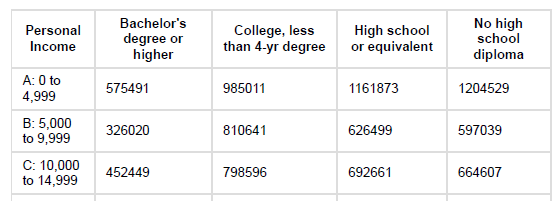 Personal Income | Bachelor's degree or higher | College, less than 4-yr degree | High school or equivalent | No high school diploma
A: 0 to 4,999 | 575491 | 985011 | 1161873 | 1204529
B: 5,000 to 9,999 | 326020 | 810641 | 626499 | 597039
C: 10,000 to 14,999 | 452449 | 798596 | 692661 | 664607